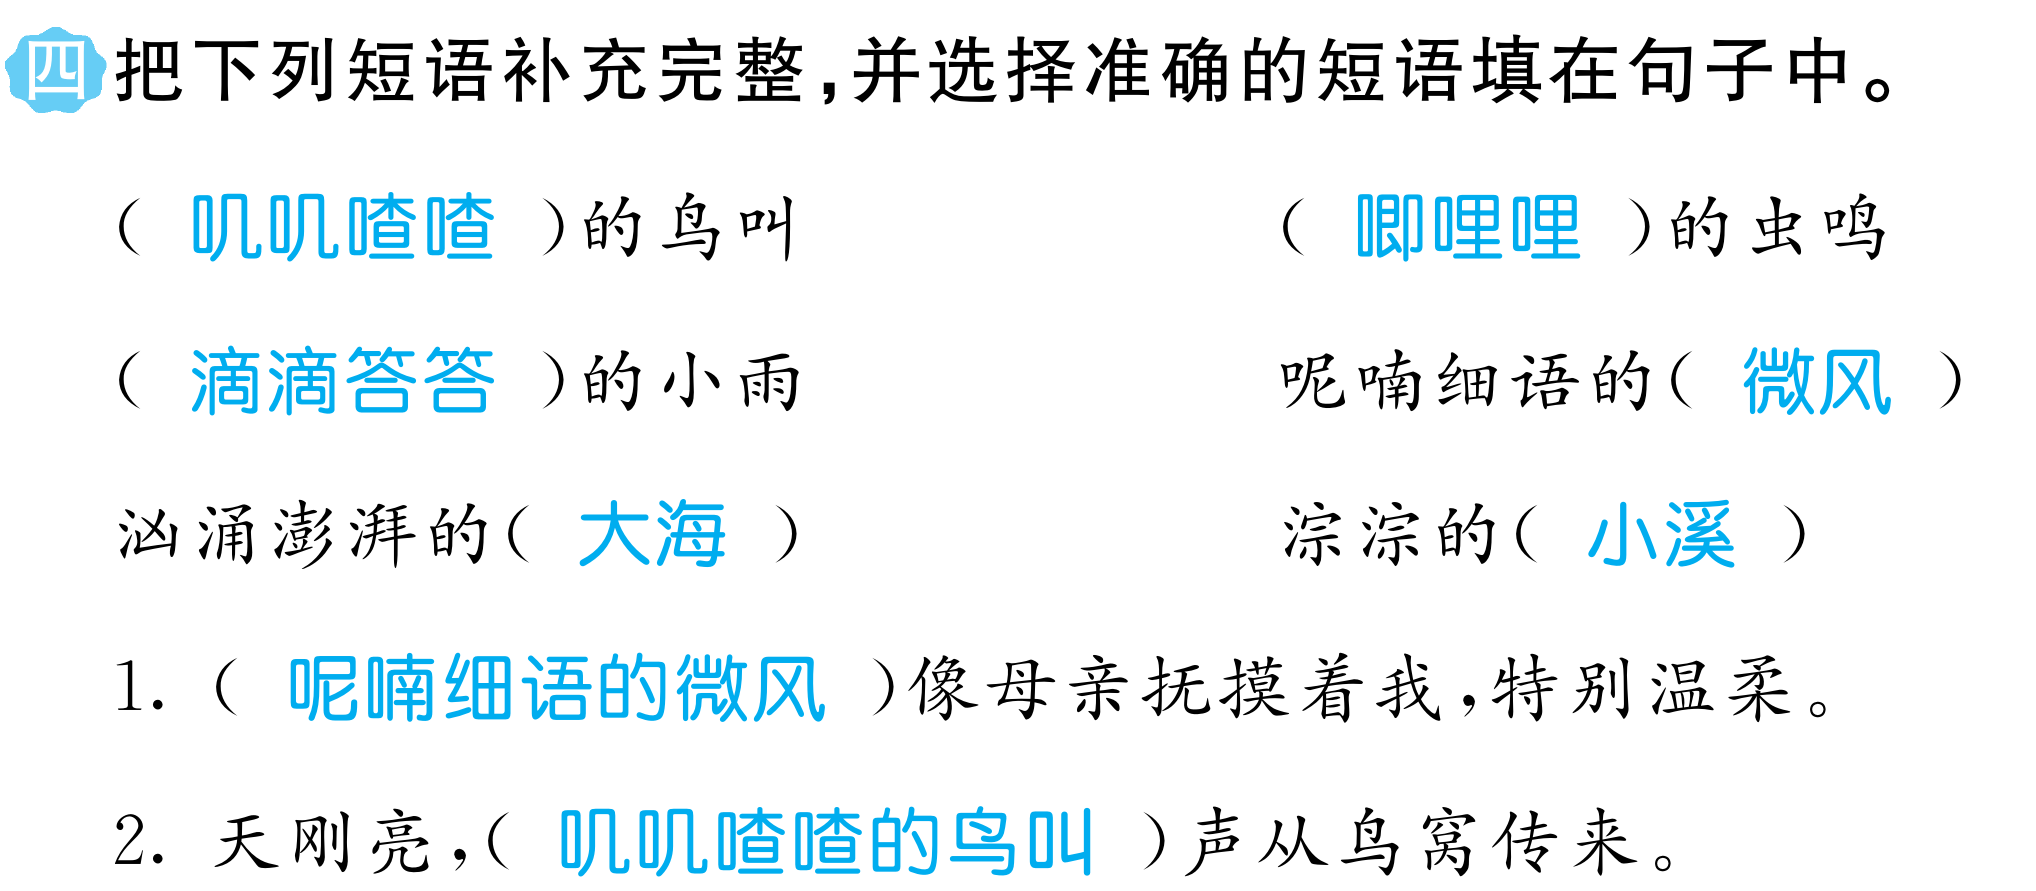 四 把下列短语补充完整,并选择准确的短语填在句子中。
( 叽叽喳喳 )的鸟叫 ( 唧哩哩 )的虫鸣
( 滴滴答答 )的小雨 呢喃细语的( 微风 )
汹涌澎湃的( 大海 ) 淙淙的( 小溪 )
1. ( 呢喃细语的微风 )像母亲抚摸着我,特别温柔。
2. 天刚亮,( 叽叽喳喳的鸟叫 )声从鸟窝传来。